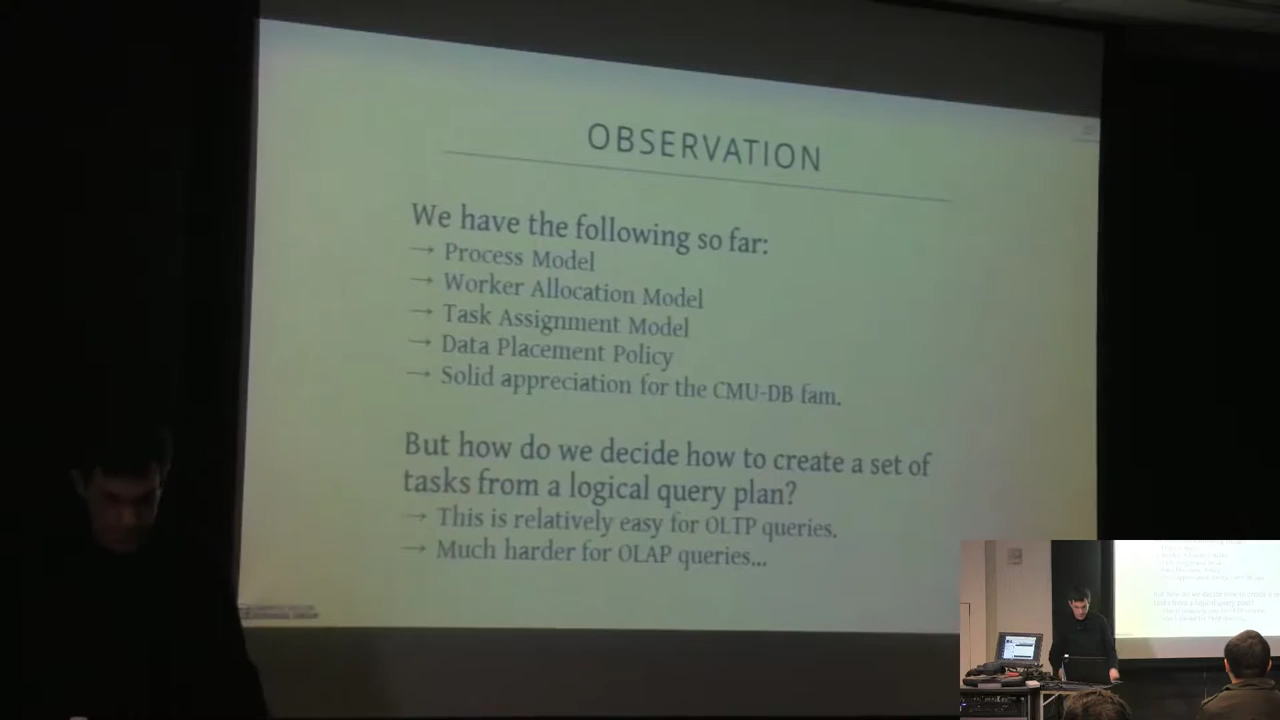 OBSERVATION
We have the following so far:
→ Process Model
→ Worker Allocation Model
→ Task Assignment Model
→ Data Placement Policy
→ Solid appreciation for the CMU-DB fam.
But how do we decide how to create a set of
tasks from a logical query plan?
→ This is relatively easy for OLTP queries.
→ Much harder for OLAP queries...